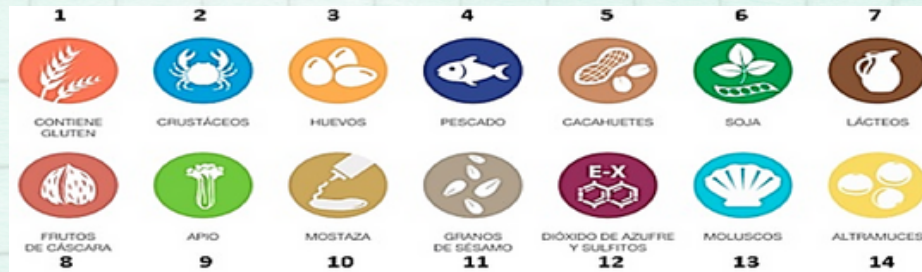 1 2 3 4 5 6 7
CONTIENE GLUTEN CRUSTÁCEOS HUEVOS PESCADO CACAHUETES SOJA LÁCTEOS
E-X
FRUTOS DE CÁSCARA APIO MOSTAZA GRANOS DE SÉSAMO DIÓXIDO DE AZUFRE Y SULFITOS MOLUSCOS ALTRAMUCES
8 9 10 11 12 13 14